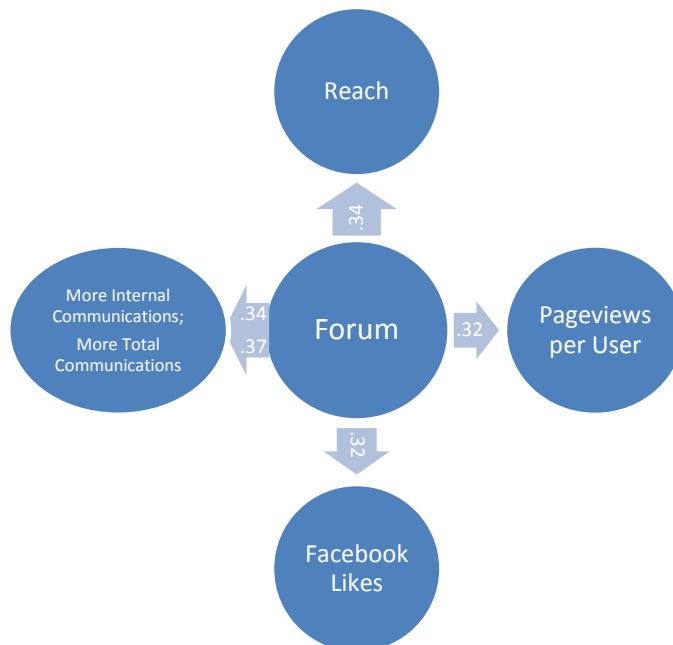 Reach
.34
More Internal
Communications;
More Total
Communications
.34
.37
Forum
.32
Pageviews
per User
.32
Facebook
Likes